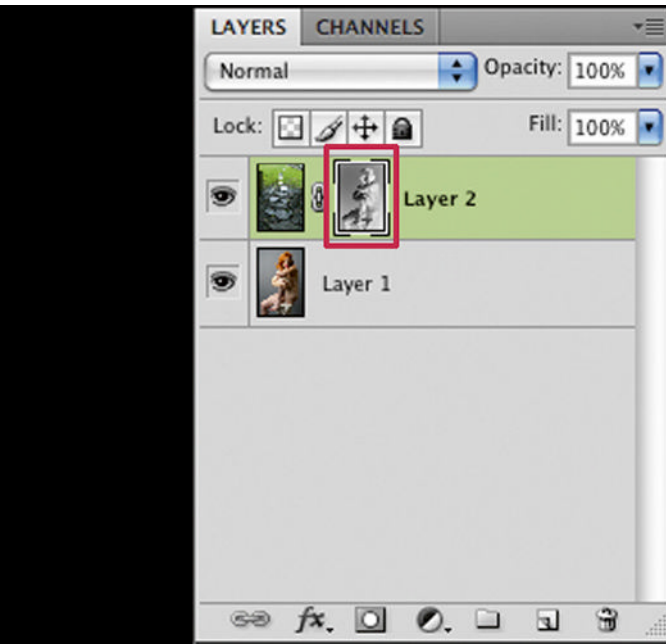 LAYERS CHANNELS
Normal Opacity: 100%
Lock: Fill: 100%
Layer 2
Layer 1
fx.